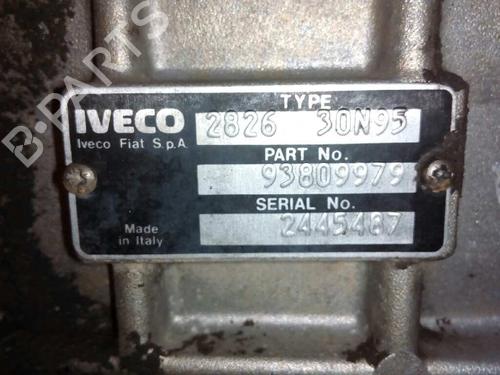 B-PARTS
TYPE
IVECO 2826 30N95
Iveco Fiat S.p.A.
PART No.
93809979
SERIAL No.
2445487
Made
in Italy